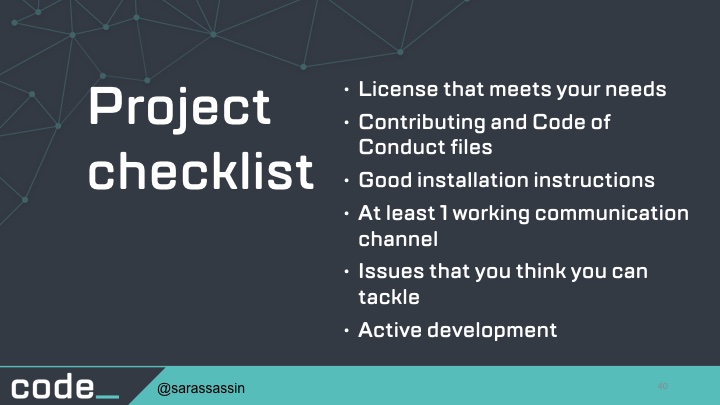 Project
checklist
• License that meets your needs
• Contributing and Code of
Conduct files
• Good installation instructions
• At least 1 working communication
channel
• Issues that you think you can
tackle
• Active development
code_
@sarassassin
40